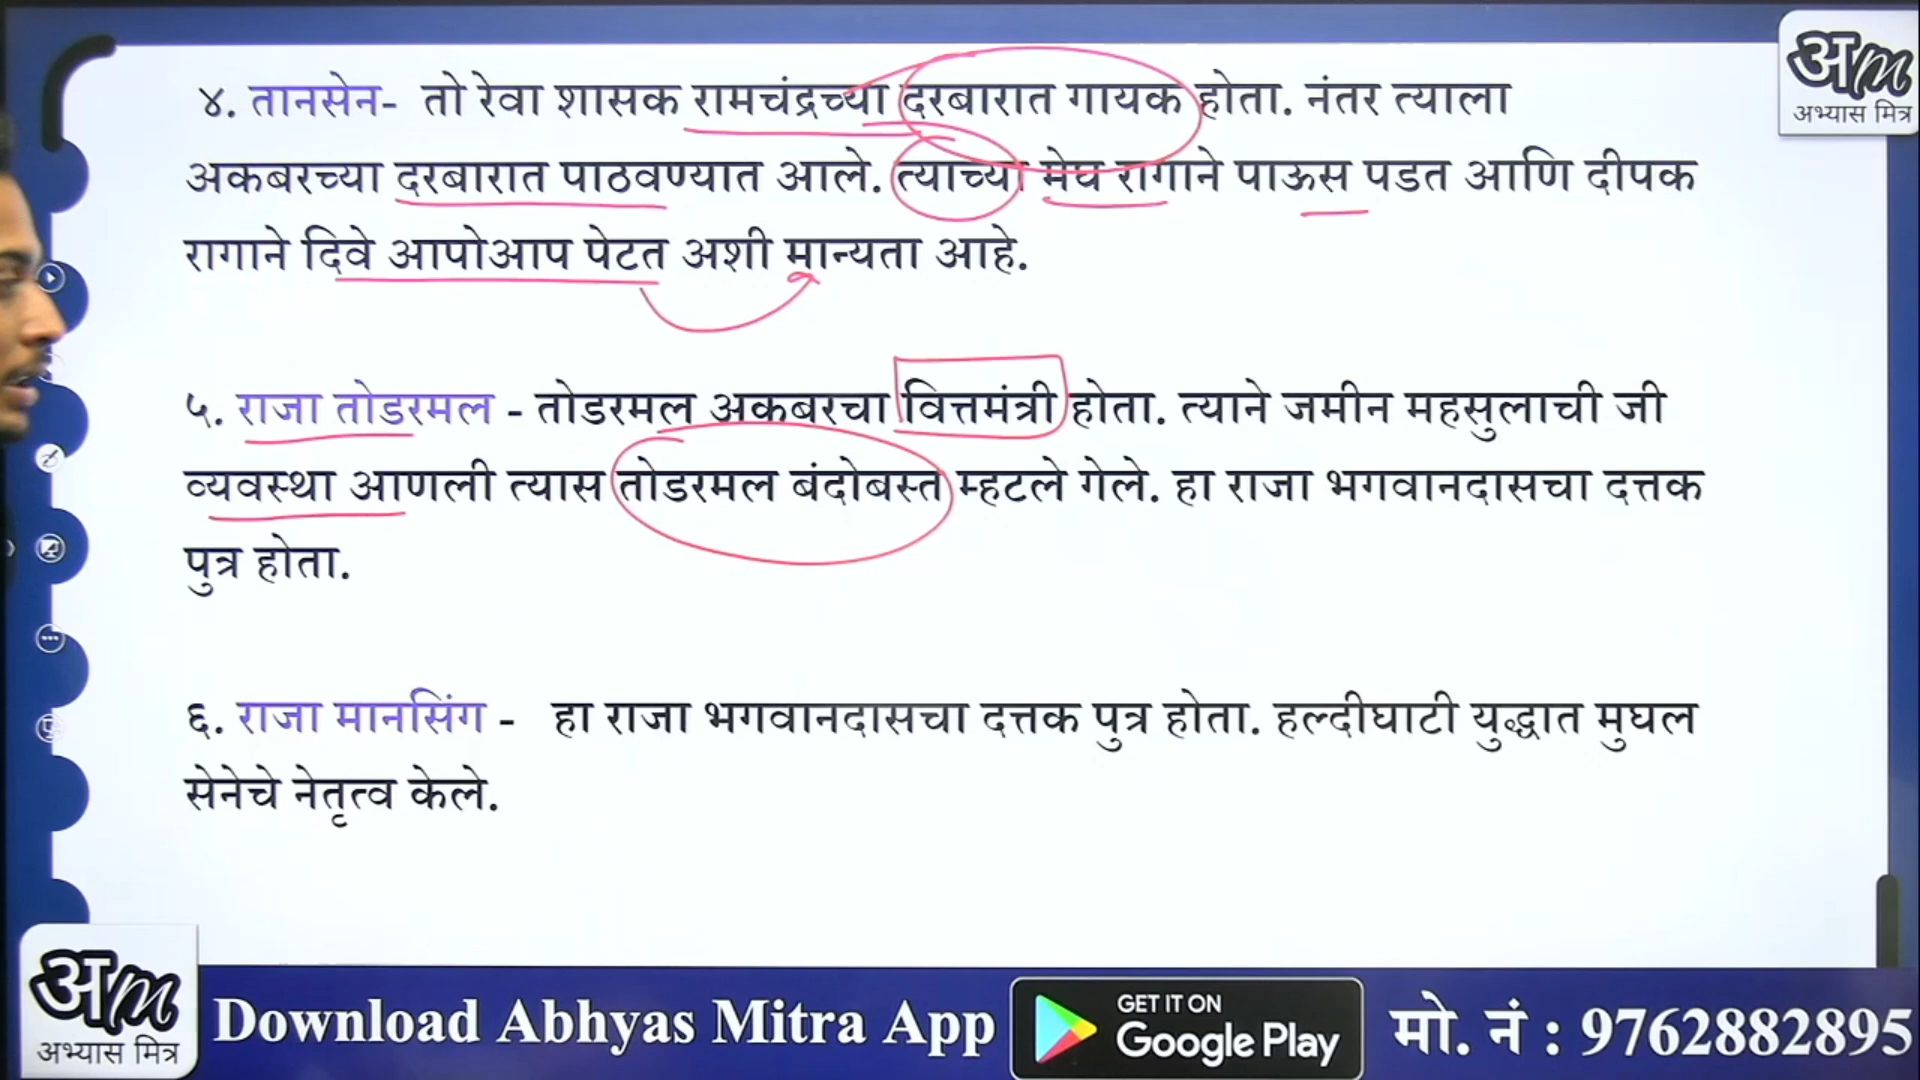 अm
अभ्यास मित्र
४. तानसेन- तो रेवा शासक रामचंद्रच्या दरबारात गायक होता. नंतर त्याला
अकबरच्या दरबारात पाठवण्यात आले. त्याच्या मेघ रागाने पाऊस पडत आणि दीपक
रागाने दिवे आपोआप पेटत अशी मान्यता आहे.
५. राजा तोडरमल - तोडरमल अकबरचा वित्तमंत्री होता. त्याने जमीन महसुलाची जी
व्यवस्था आणली त्यास तोडरमल बंदोबस्त म्हटले गेले. हा राजा भगवानदासचा दत्तक
पुत्र होता.
६. राजा मानसिंग - हा राजा भगवानदासचा दत्तक पुत्र होता. हल्दीघाटी युद्धात मुघल
सेनेचे नेतृत्व केले.
अm
अभ्यास मित्र
Download Abhyas Mitra App
GET IT ON
Google Play
मो. नं : 9762882895